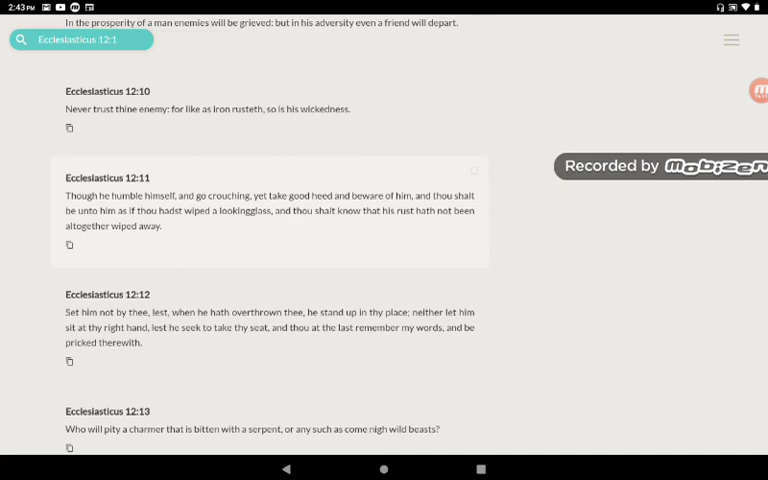 2:43 PM
In the prosperity of a man enemies will be grieved: but in his adversity even a friend will depart.
Ecclesiasticus 12:1
Ecclesiasticus 12:10
Never trust thine enemy: for like as iron rusteth, so is his wickedness.
Recorded by Mobizen
Ecclesiasticus 12:11
Though he humble himself, and go crouching, yet take good heed and beware of him, and thou shalt
be unto him as if thou hadst wiped a lookingglass, and thou shalt know that his rust hath not been
altogether wiped away.
Ecclesiasticus 12:12
Set him not by thee, lest, when he hath overthrown thee, he stand up in thy place; neither let him
sit at thy right hand, lest he seek to take thy seat, and thou at the last remember my words, and be
pricked therewith.
Ecclesiasticus 12:13
Who will pity a charmer that is bitten with a serpent, or any such as come nigh wild beasts?